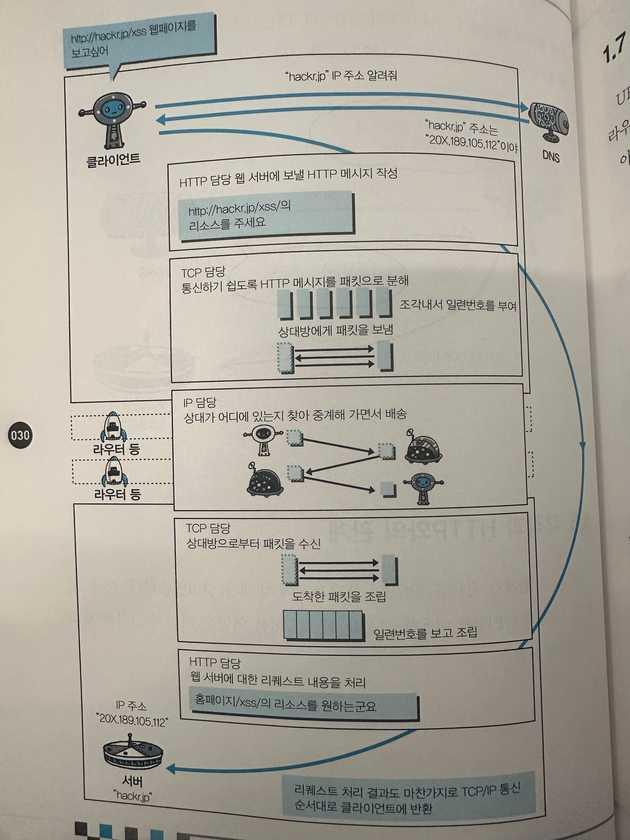 http://hackr.jp/xss 웹페이지를
보고싶어
"hackr.jp" IP 주소 알려줘
"hackr.jp" 주소는
"20X.189.105.112"이야
클라이언트
DNS
HTTP 담당 웹 서버에 보낼 HTTP 메시지 작성
http://hackr.jp/xss/의
리소스를 주세요
TCP 담당
통신하기 쉽도록 HTTP 메시지를 패킷으로 분해
조각내서 일련번호를 부여
상대방에게 패킷을 보냄
IP 담당
상대가 어디에 있는지 찾아 중계해 가면서 배송
030
라우터 등
라우터 등
TCP 담당
상대방으로부터 패킷을 수신
도착한 패킷을 조립
일련번호를 보고 조립
HTTP 담당
웹 서버에 대한 리퀘스트 내용을 처리
홈페이지/xss/의 리소스를 원하는군요
IP 주소
"20X.189.105.112"
서버
"hackr.jp"
리퀘스트 처리 결과도 마찬가지로 TCP/IP 통신
순서대로 클라이언트에 반환
1.7